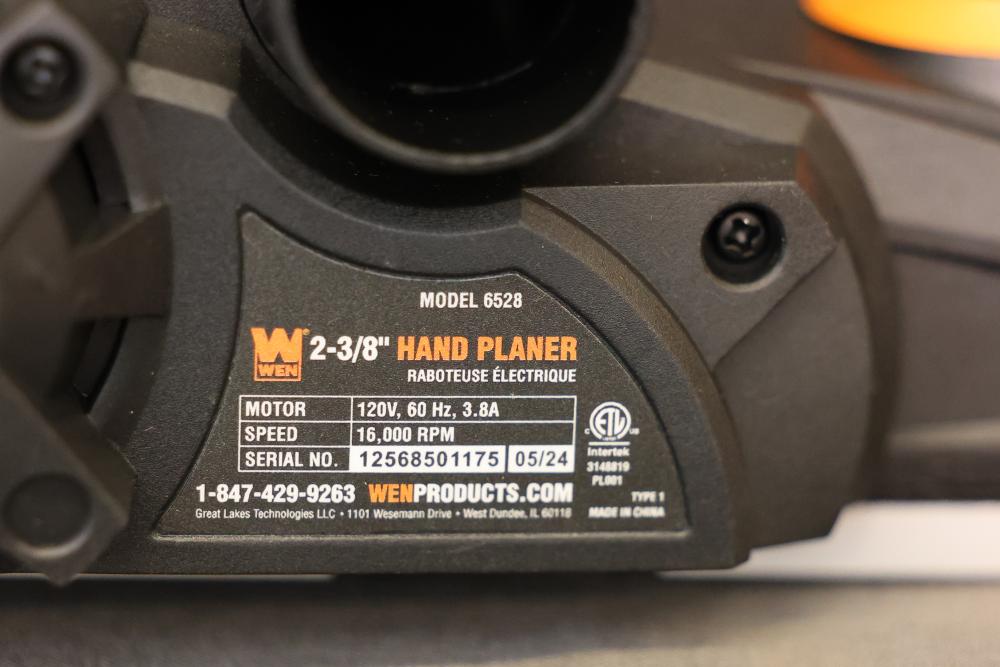 MODEL 6528
WEN® 2-3/8" HAND PLANER
RABOTEUSE ÉLECTRIQUE
MOTOR 120V, 60 Hz, 3.8A
SPEED 16,000 RPM
SERIAL NO. 12568501175 05/24
1-847-429-9263 WENPRODUCTS.COM
Great Lakes Technologies LLC • 1101 Wesemann Drive • West Dundee, IL 60118
ETL
C US
Intertek
3148819
PL001
TYPE 1
MADE IN CHINA